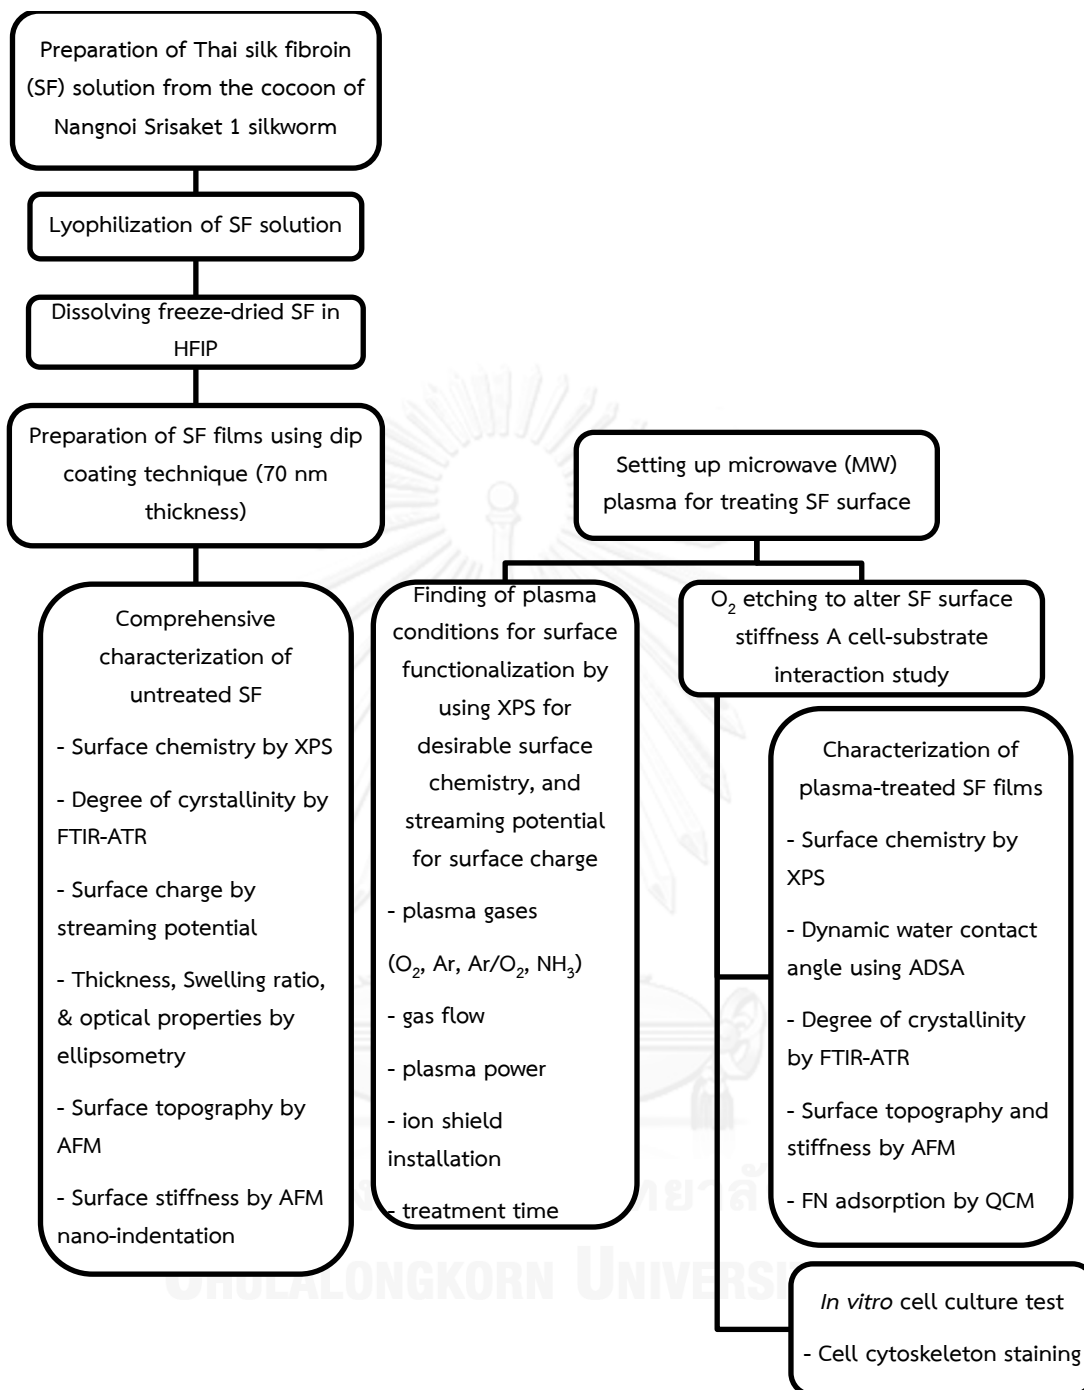 Preparation of Thai silk fibroin
(SF) solution from the cocoon of
Nangnoi Srisaket 1 silkworm
Lyophilization of SF solution
Dissolving freeze-dried SF in
HFIP
Preparation of SF films using dip
coating technique (70 nm
thickness)
Comprehensive
characterization of
untreated SF
- Surface chemistry by XPS
- Degree of cyrstallinity by
FTIR-ATR
- Surface charge by
streaming potential
- Thickness, Swelling ratio,
& optical properties by
ellipsometry
- Surface topography by
AFM
- Surface stiffness by AFM
nano-indentation
Setting up microwave (MW)
plasma for treating SF surface
Finding of plasma
conditions for surface
functionalization by
using XPS for
desirable surface
chemistry, and
streaming potential
for surface charge
- plasma gases
(O₂, Ar, Ar/O₂, NH₃)
- gas flow
- plasma power
- ion shield
installation
- treatment time
O₂ etching to alter SF surface
stiffness A cell-substrate
interaction study
Characterization of
plasma-treated SF films
- Surface chemistry by
XPS
- Dynamic water contact
angle using ADSA
- Degree of crystallinity
by FTIR-ATR
- Surface topography and
stiffness by AFM
- FN adsorption by QCM
In vitro cell culture test
- Cell cytoskeleton staining
CHULALONGKORN UNIVERSI